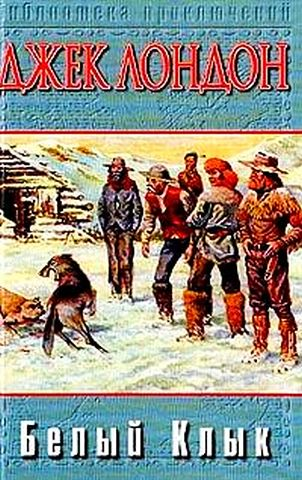 библиотека приключений
ДЖЕК ЛОНДОН
Белый Клык